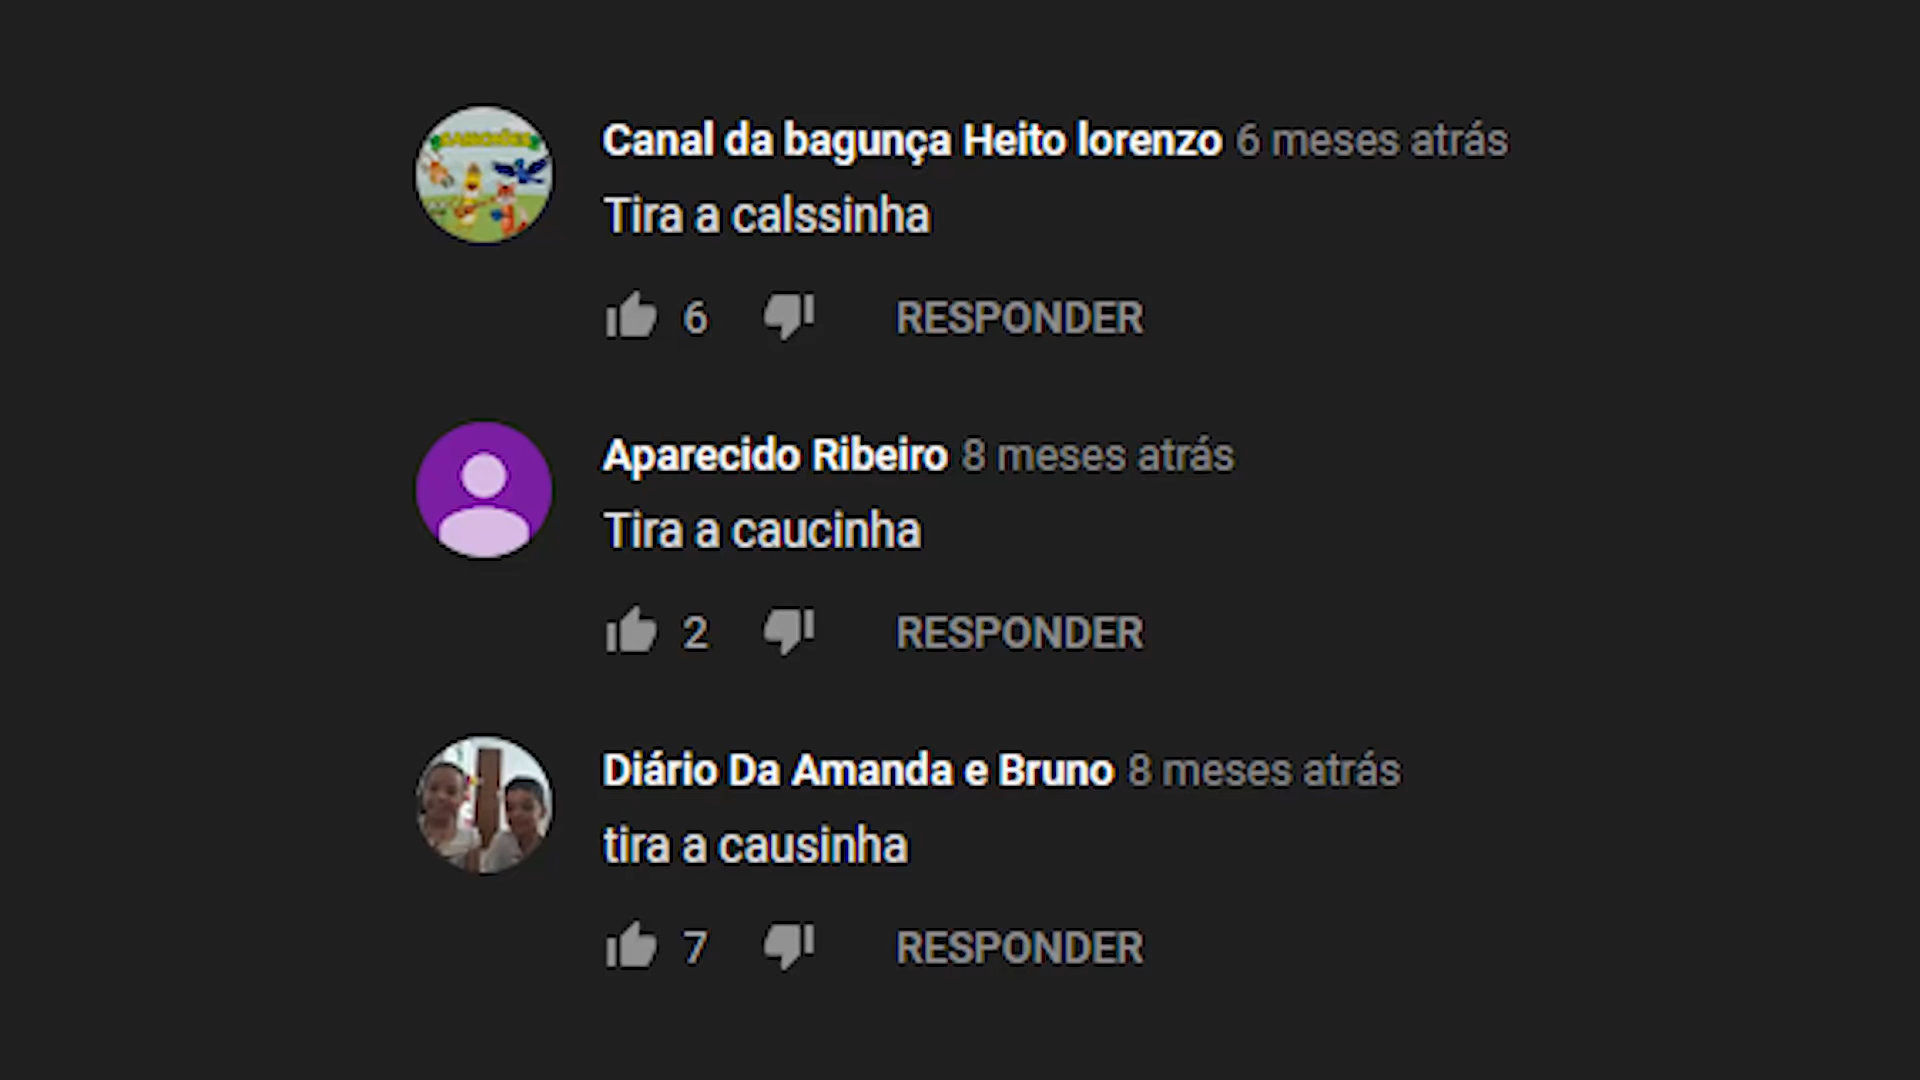 Canal da bagunça Heito lorenzo 6 meses atrás
Tira a calssinha
6 RESPONDER
Aparecido Ribeiro 8 meses atrás
Tira a caucinha
2 RESPONDER
Diário Da Amanda e Bruno 8 meses atrás
tira a causinha
7 RESPONDER